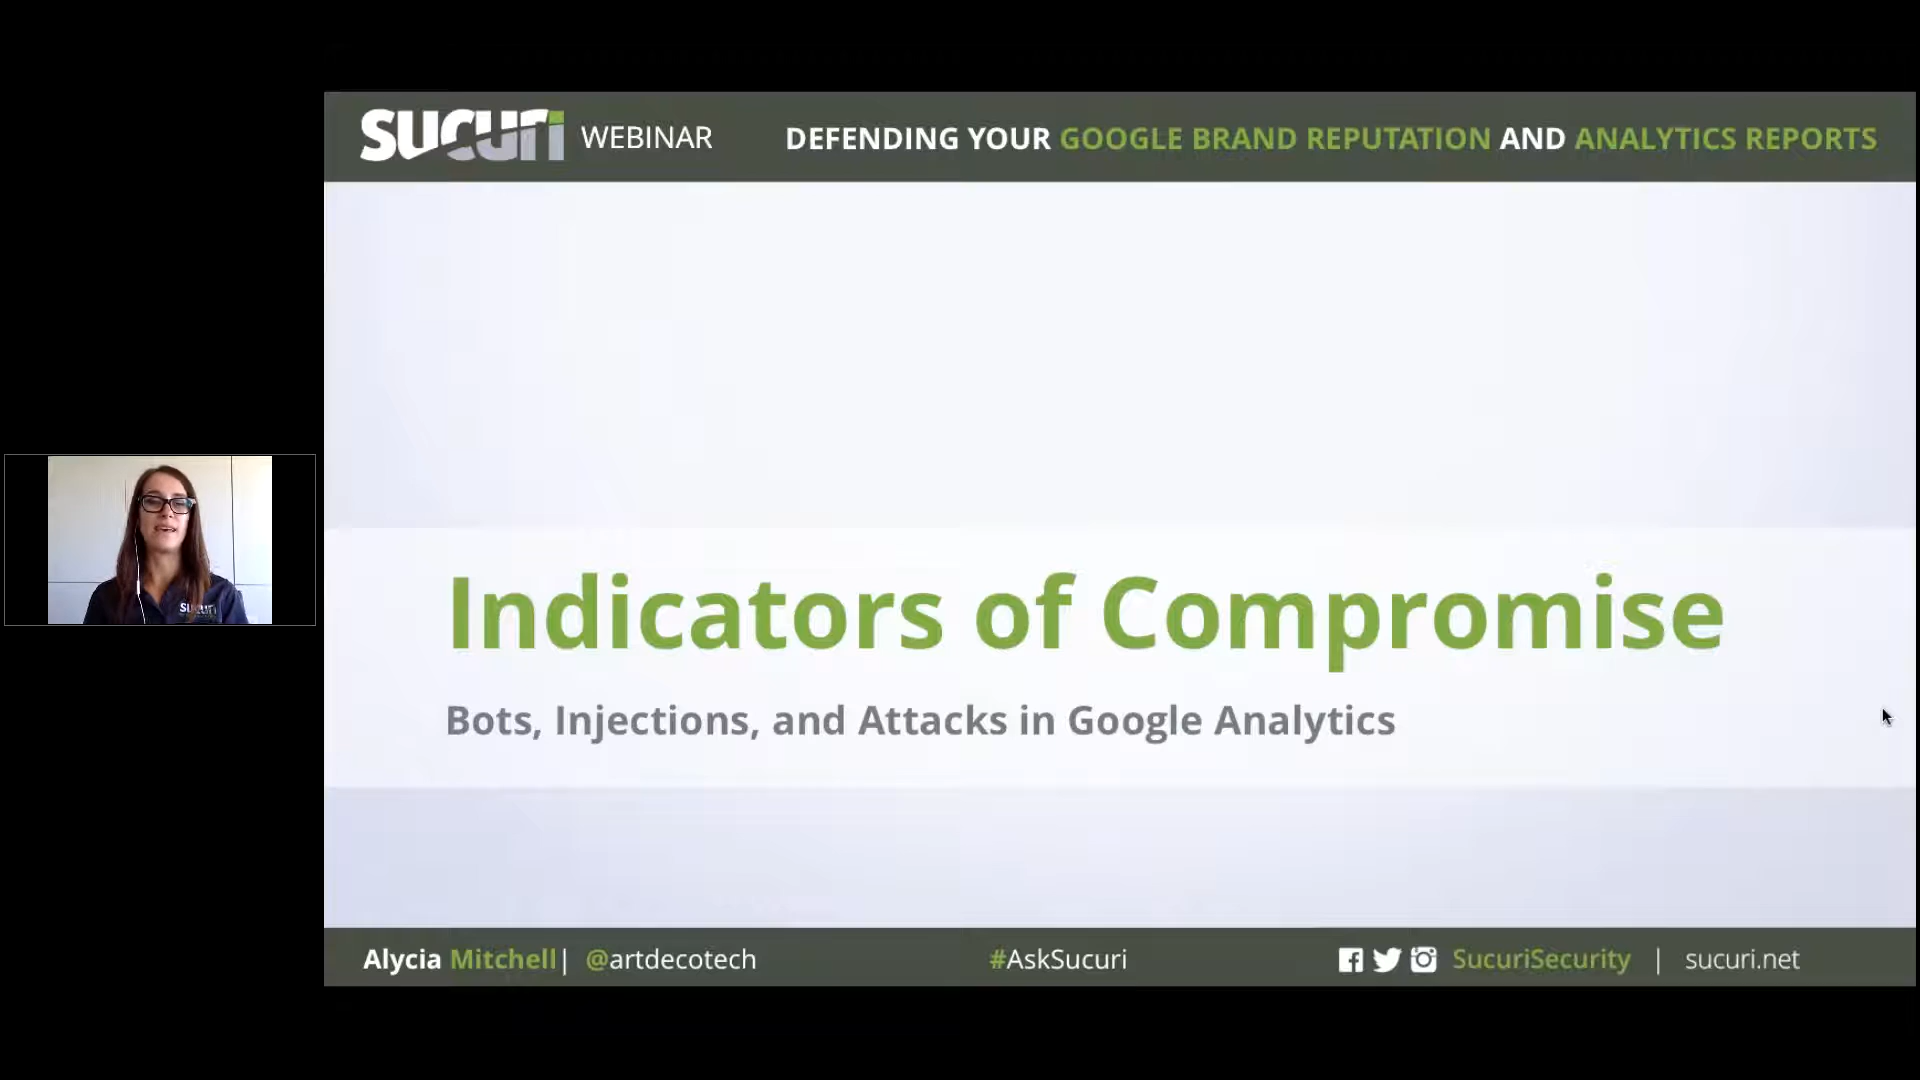 SUCURI WEBINAR DEFENDING YOUR GOOGLE BRAND REPUTATION AND ANALYTICS REPORTS
Indicators of Compromise
Bots, Injections, and Attacks in Google Analytics
SUCURI
Alycia Mitchell| @artdecotech #AskSucuri SucuriSecurity | sucuri.net